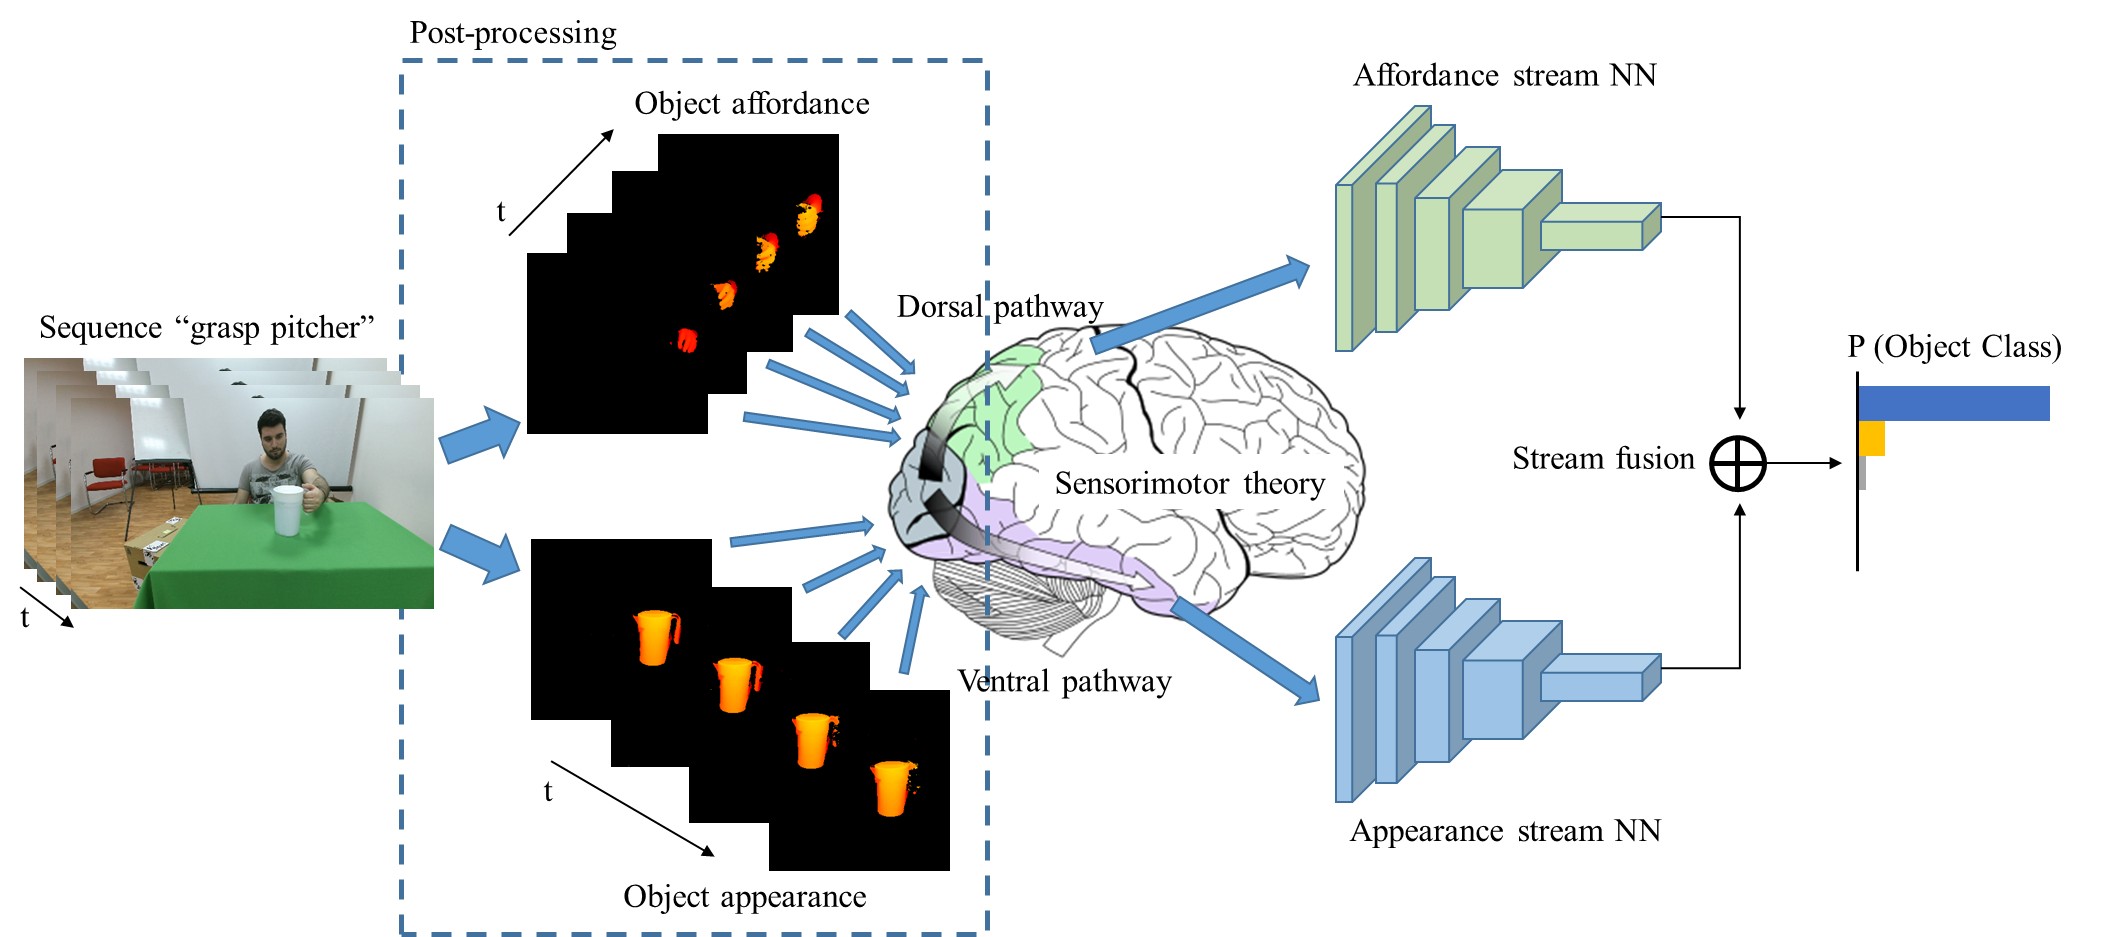 Post-processing
Object affordance
t
Sequence “grasp pitcher”
t
t
Object appearance
Dorsal pathway
Sensorimotor theory
Ventral pathway
Affordance stream NN
Stream fusion
Appearance stream NN
P (Object Class)